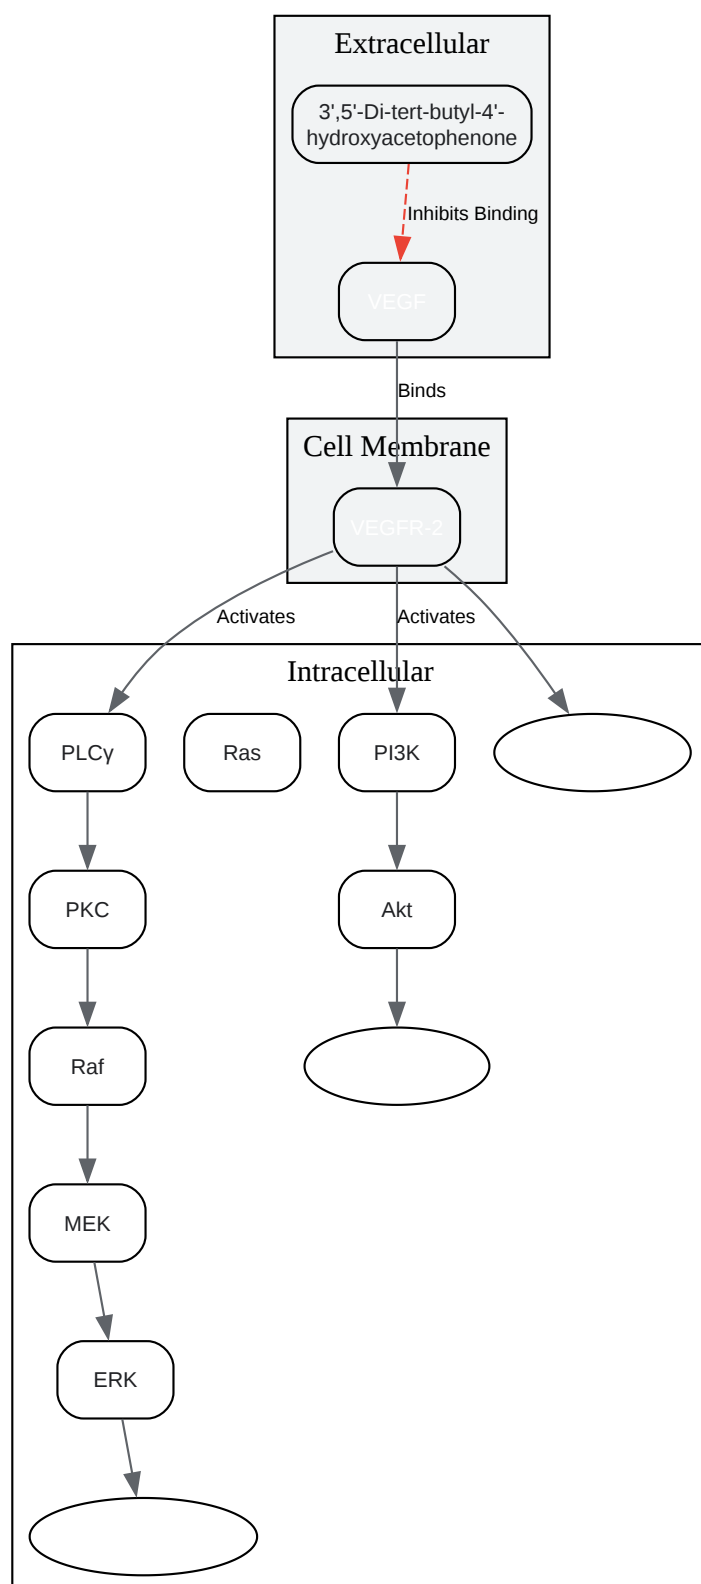 Extracellular
3',5'-Di-tert-butyl-4'-
hydroxyacetophenone
Inhibits Binding
VEGF
Binds
Cell Membrane
VEGFR-2
Activates
Activates
Intracellular
PLCγ
Ras
PI3K
PKC
Akt
Raf
MEK
ERK